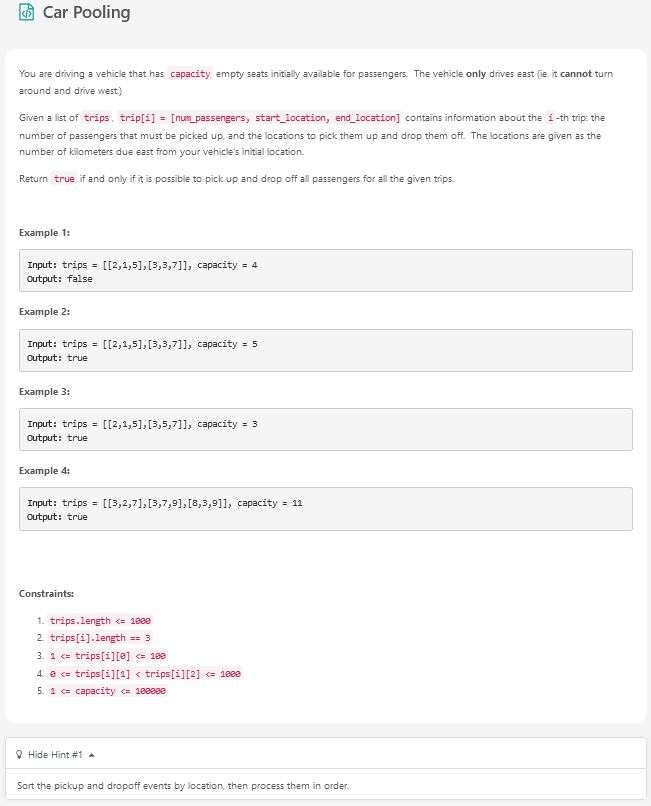 Car Pooling
You are driving a vehicle that has capacity empty seats initially available for passengers. The vehicle only drives east (ie. it cannot turn
around and drive west.)
Given a list of trips, trip[i] = [num_passengers, start_location, end_location] contains information about the i-th trip: the
number of passengers that must be picked up, and the locations to pick them up and drop them off. The locations are given as the
number of kilometers due east from your vehicle's initial location.
Return true if and only if it is possible to pick up and drop off all passengers for all the given trips.
Example 1:
Input: trips = [[2,1,5],[3,3,7]], capacity = 4
Output: false
Example 2:
Input: trips = [[2,1,5],[3,3,7]], capacity = 5
Output: true
Example 3:
Input: trips = [[2,1,5],[3,5,7]], capacity = 3
Output: true
Example 4:
Input: trips = [[3,2,7],[3,7,9],[8,3,9]], capacity = 11
Output: true
Constraints:
1. trips.length <= 1000
2. trips[i].length == 3
3. 1 <= trips[i][0] <= 100
4. 0 <= trips[i][1] < trips[i][2] <= 1000
5. 1 <= capacity <= 100000
Hide Hint #1
Sort the pickup and dropoff events by location, then process them in order.